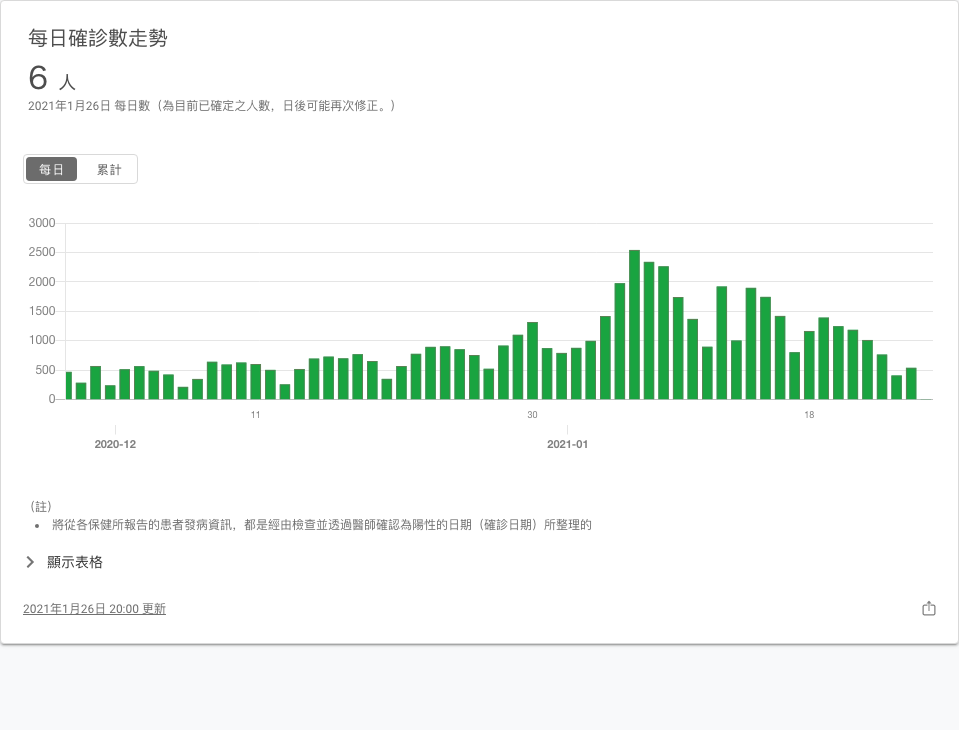 每日確診數走勢
6 人
2021年1月26日 每日數（為目前已確定之人數，日後可能再次修正。）
每日 累計
3000
2500
2000
1500
1000
500
0
11 30 18
2020-12 2021-01
（註）
• 將從各保健所報告的患者發病資訊，都是經由檢查並透過醫師確認為陽性的日期（確診日期）所整理的
顯示表格
2021年1月26日 20:00 更新